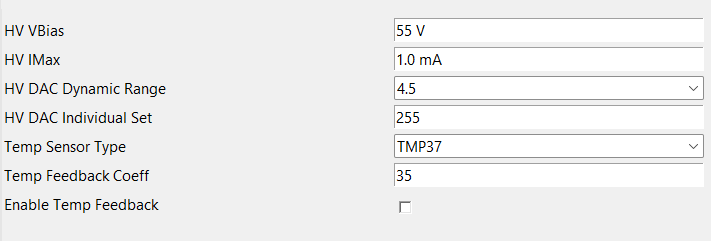 HV VBias 55 V
HV IMax 1.0 mA
HV DAC Dynamic Range 4.5
HV DAC Individual Set 255
Temp Sensor Type TMP37
Temp Feedback Coeff 35
Enable Temp Feedback